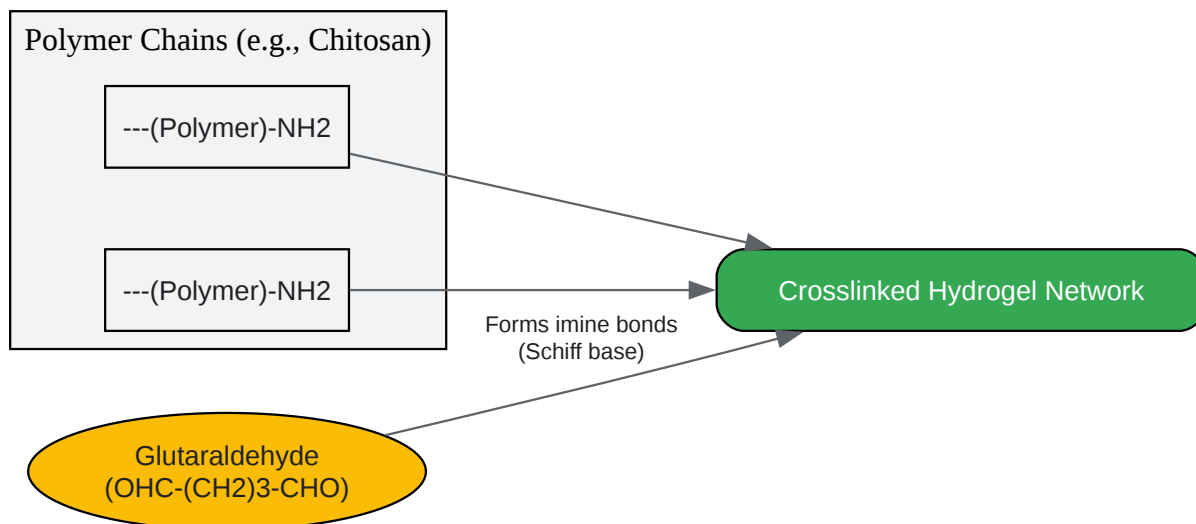 Polymer Chains (e.g., Chitosan)
---(Polymer)-NH2
---(Polymer)-NH2
Crosslinked Hydrogel Network
Forms imine bonds
(Schiff base)
Glutaraldehyde
(OHC-(CH2)3-CHO)